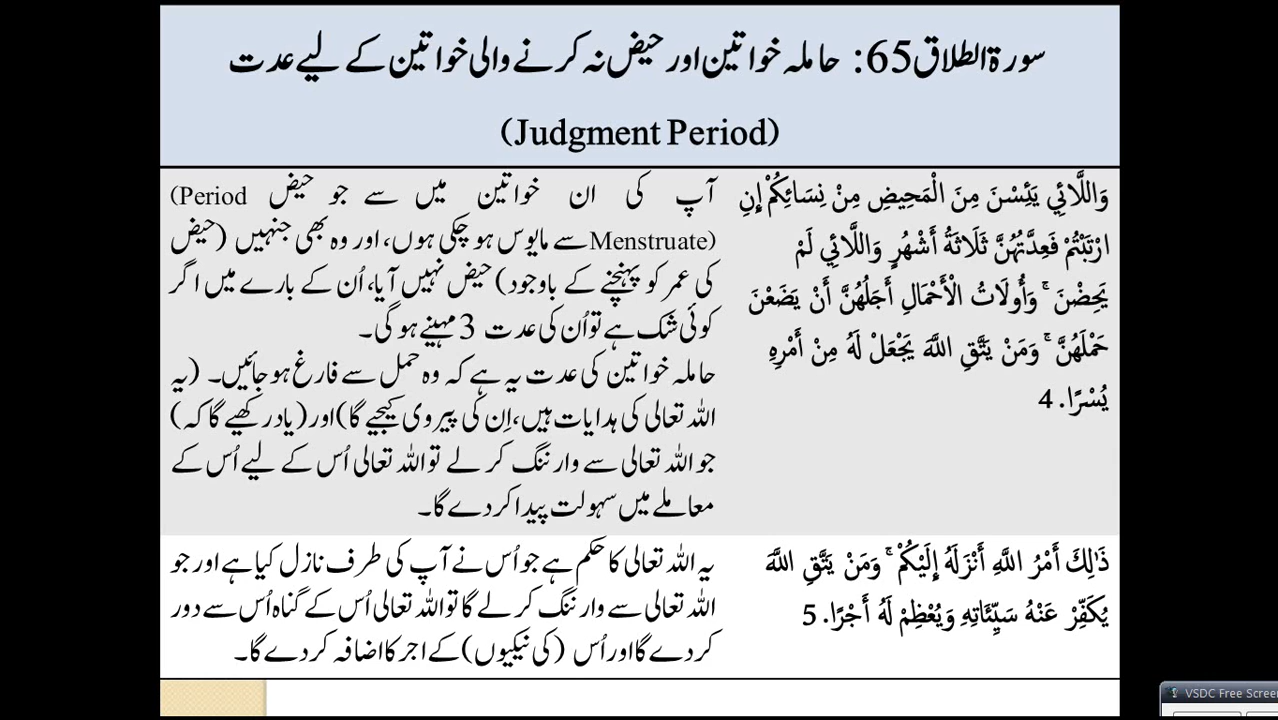 سورۃ الطلاق 65: حاملہ خواتین اور حیض نہ کرنے والی خواتین کے لیے عدت
(Judgment Period)
وَاللَّائِي يَئِسْنَ مِنَ الْمَحِيضِ مِنْ نِسَائِكُمْ إِنِ
ارْتَبْتُمْ فَعِدَّتُهُنَّ ثَلَاثَةُ أَشْهُرٍ وَاللَّائِي لَمْ
يَحِضْنَ ۚ وَأُولَاتُ الْأَحْمَالِ أَجَلُهُنَّ أَنْ يَضَعْنَ
حَمْلَهُنَّ ۚ وَمَنْ يَتَّقِ اللَّهَ يَجْعَلْ لَهُ مِنْ أَمْرِهِ
يُسْرًا. 4
آپ کی ان خواتین میں سے جو حیض (Period
Menstruate) سے مایوس ہو چکی ہوں، اور وہ بھی جنہیں (حیض
کی عمر کو پہنچنے کے باوجود) حیض نہیں آیا، اُن کے بارے میں اگر
کوئی شک ہے تو اُن کی عدت 3 مہینے ہو گی۔
حاملہ خواتین کی عدت یہ ہے کہ وہ حمل سے فارغ ہو جائیں۔ (یہ
اللہ تعالی کی ہدایات ہیں، اِن کی پیروی کیجیے گا) اور (یاد رکھیے گا کہ)
جو اللہ تعالی سے وارننگ کر لے تو اللہ تعالی اُس کے لیے اُس کے
معاملے میں سہولت پیدا کر دے گا۔
ذَالِكَ أَمْرُ اللَّهِ أَنْزَلَهُ إِلَيْكُمْ ۚ وَمَنْ يَتَّقِ اللَّهَ
يُكَفِّرْ عَنْهُ سَيِّئَاتِهِ وَيُعْظِمْ لَهُ أَجْرًا. 5
یہ اللہ تعالی کا حکم ہے جو اُس نے آپ کی طرف نازل کیا ہے اور جو
اللہ تعالی سے وارننگ کر لے گا تو اللہ تعالی اُس کے گناہ اُس سے دور
کر دے گا اور اُس (کی نیکیوں) کے اجر کا اضافہ کر دے گا۔
VSDC Free Screen